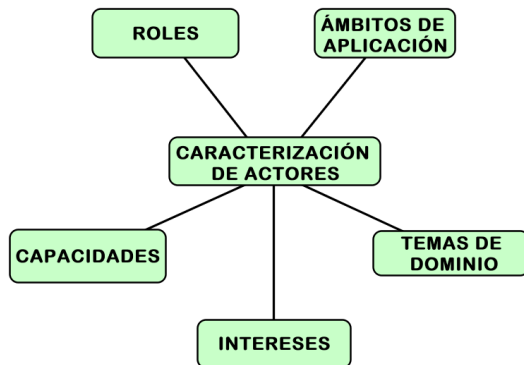 ROLES
ÁMBITOS DE
APLICACIÓN
CARACTERIZACIÓN
DE ACTORES
CAPACIDADES
TEMAS DE
DOMINIO
INTERESES